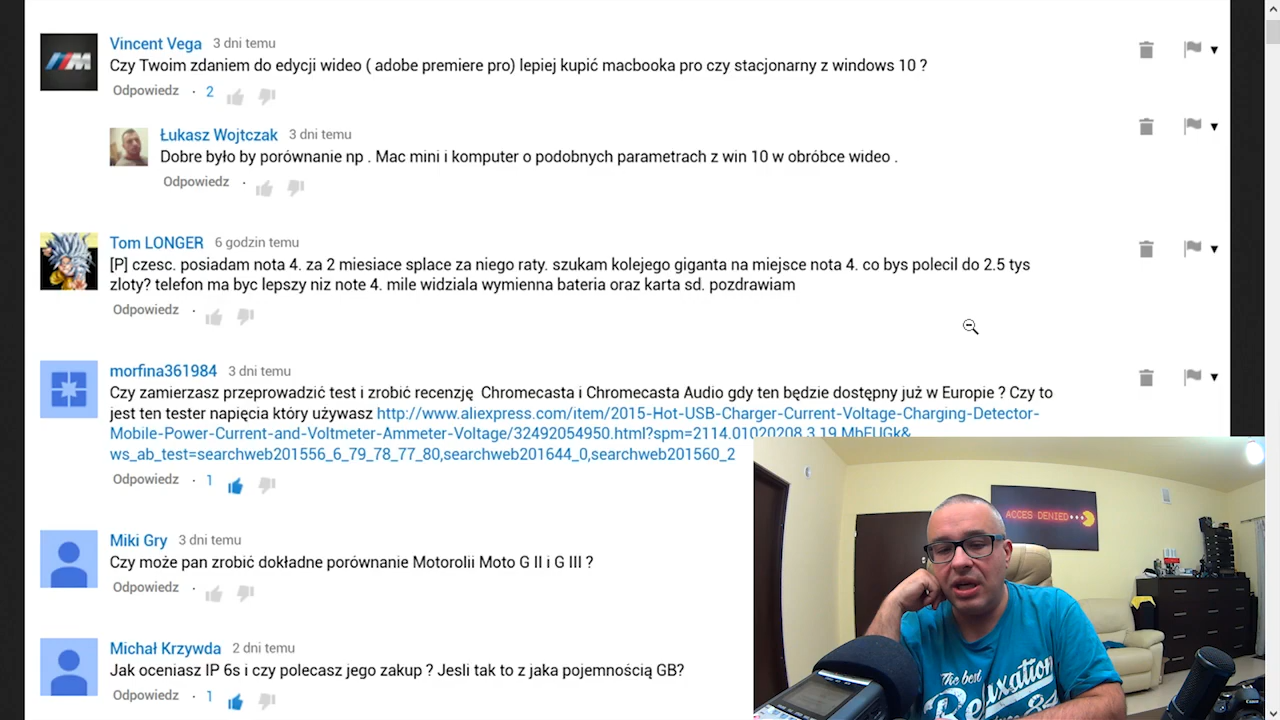 Vincent Vega 3 dni temu
Czy Twoim zdaniem do edycji wideo ( adobe premiere pro) lepiej kupić macbooka pro czy stacjonarny z windows 10 ?
Odpowiedz · 2
Łukasz Wojtczak 3 dni temu
Dobre było by porównanie np . Mac mini i komputer o podobnych parametrach z win 10 w obróbce wideo .
Odpowiedz ·
Tom LONGER 6 godzin temu
[P] czesc. posiadam nota 4. za 2 miesiace splace za niego raty. szukam kolejego giganta na miejsce nota 4. co bys polecil do 2.5 tys
zloty? telefon ma byc lepszy niz note 4. mile widziala wymienna bateria oraz karta sd. pozdrawiam
Odpowiedz ·
morfina361984 3 dni temu
Czy zamierzasz przeprowadzić test i zrobić recenzję Chromecasta i Chromecasta Audio gdy ten będzie dostępny już w Europie ? Czy to
jest ten tester napięcia który używasz http://www.aliexpress.com/item/2015-Hot-USB-Charger-Current-Voltage-Charging-Detector-
Mobile-Power-Current-and-Voltmeter-Ammeter-Voltage/32492054950.html?spm=2114.01020208.3.19.MbFUGk&
ws_ab_test=searchweb201556_6_79_78_77_80,searchweb201644_0,searchweb201560_2
Odpowiedz · 1
Miki Gry 3 dni temu
Czy może pan zrobić dokładne porównanie Motorolii Moto G II i G III ?
Odpowiedz ·
Michał Krzywda 2 dni temu
Jak oceniasz IP 6s i czy polecasz jego zakup ? Jesli tak to z jaka pojemnością GB?
Odpowiedz · 1
ACCES DENIED
The best
Relaxation